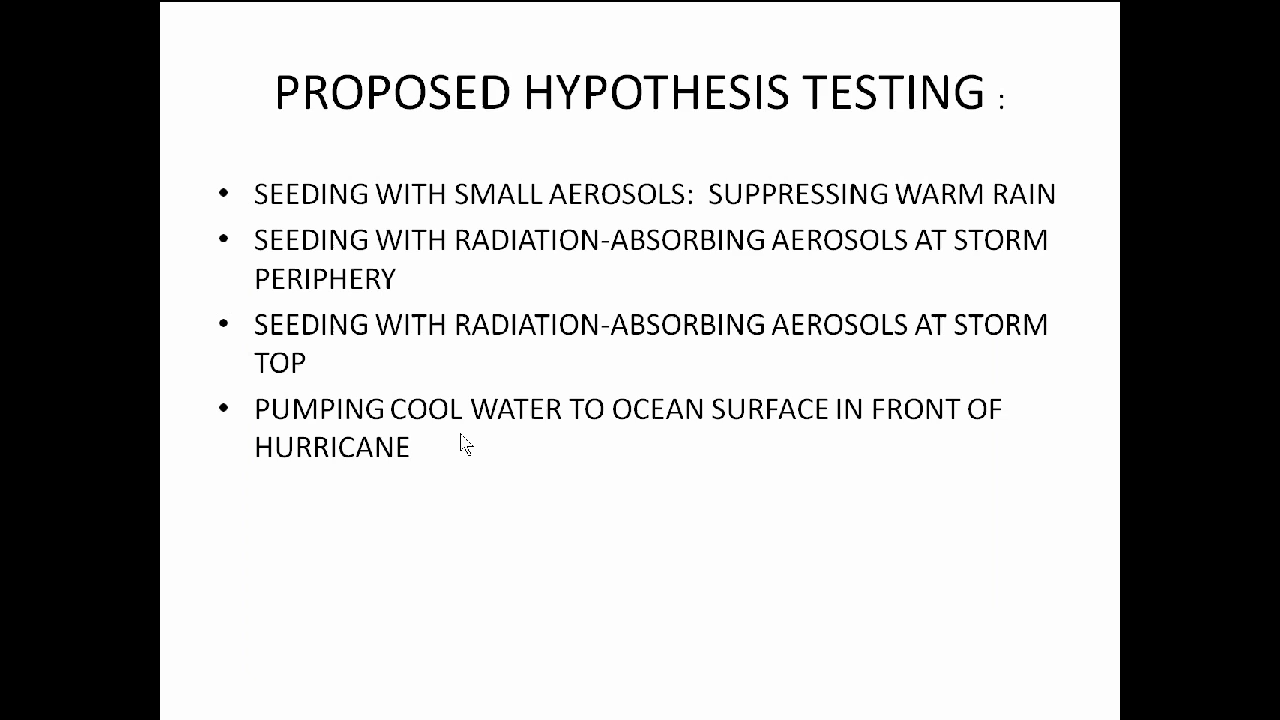 PROPOSED HYPOTHESIS TESTING :
• SEEDING WITH SMALL AEROSOLS: SUPPRESSING WARM RAIN
• SEEDING WITH RADIATION-ABSORBING AEROSOLS AT STORM
PERIPHERY
• SEEDING WITH RADIATION-ABSORBING AEROSOLS AT STORM
TOP
• PUMPING COOL WATER TO OCEAN SURFACE IN FRONT OF
HURRICANE